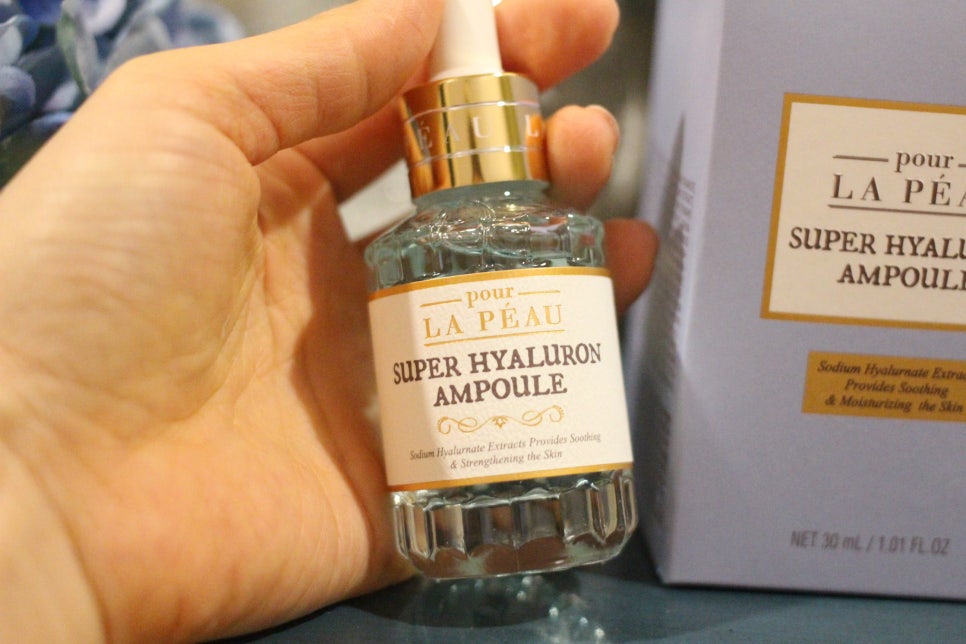 ÉAU L
pour
LA PÉAU
SUPER HYALURON
AMPOULE
Sodium Hyalurnate Extracts Provides Soothing
& Strengthening the Skin
pour
LA PÉA
SUPER HYALU
AMPOULE
Sodium Hyalurnate Extrac
Provides Soothing
& Moisturizing the Skin
NET 30 mL / 1.01 FL.OZ